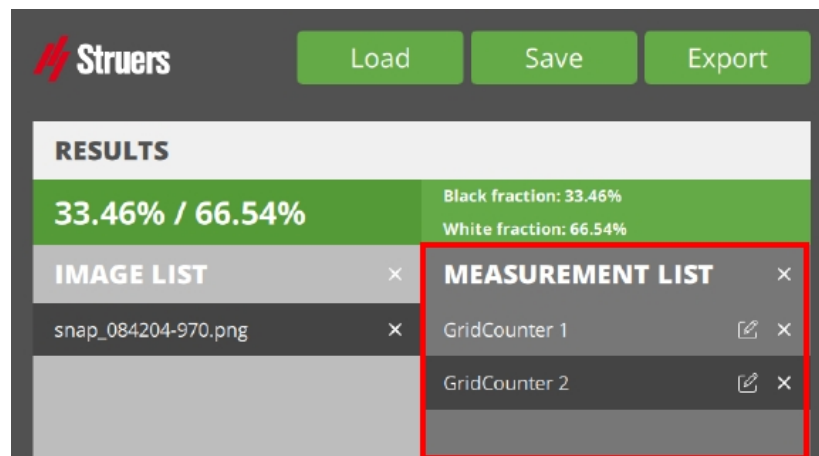 Struers
Load
Save
Export
RESULTS
33.46% / 66.54%
Black fraction: 33.46%
White fraction: 66.54%
IMAGE LIST ×
MEASUREMENT LIST ×
snap_084204-970.png ×
GridCounter 1 ×
GridCounter 2 ×